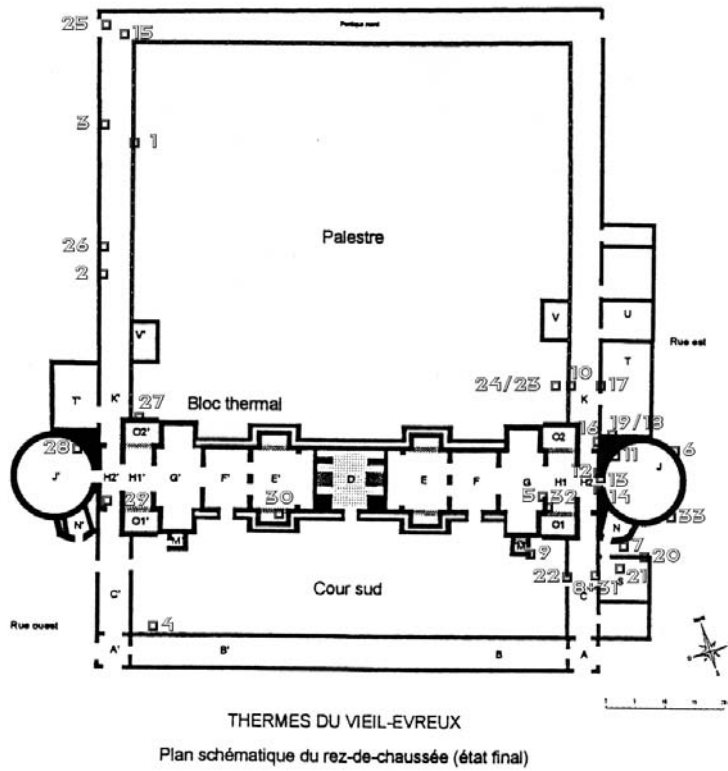 25
15
Portique nord
3
1
Palestre
26
2
V'
V
U
T
Rue est
T'
K'
27
Bloc thermal
24/23
10
17
K
19/18
O2'
O2
16
28
11
6
J'
H2'
H1'
G'
F'
E'
D
E
F
G
H1
H2
12
13
J
29
30
5
32
14
N'
O1'
O1
N
33
M'
M
9
7
20
Cour sud
22
8+31
21
S
C'
C
Rue ouest
4
A'
B'
B
A
THERMES DU VIEIL-EVREUX
Plan schématique du rez-de-chaussée (état final)